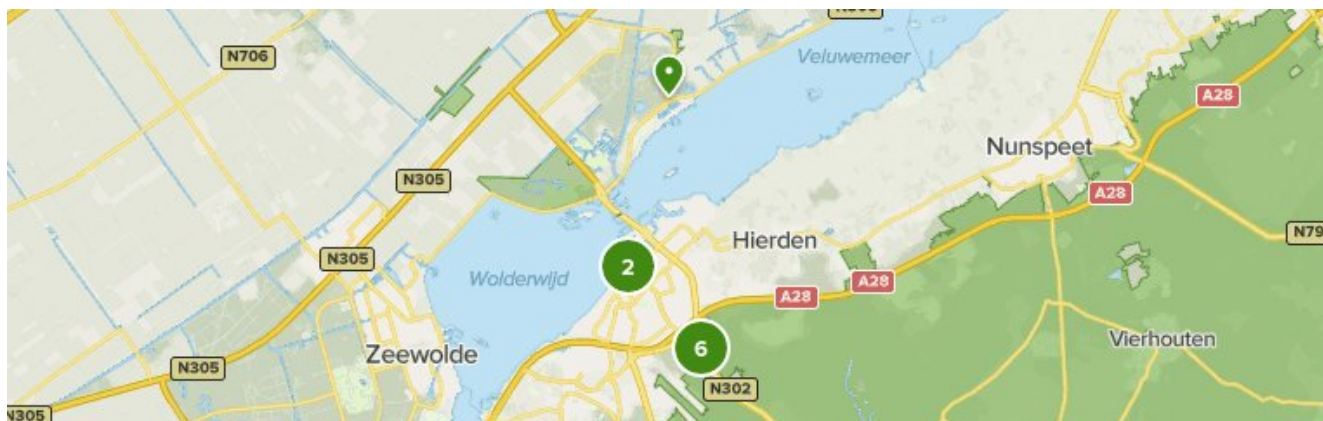 N706
Veluwemeer
A28
Nunspeet
N305
A28
Hierden
N79
N305
2
Wolderwijd
A28
A28
Vierhouten
6
Zeewolde
N305
N302
N305